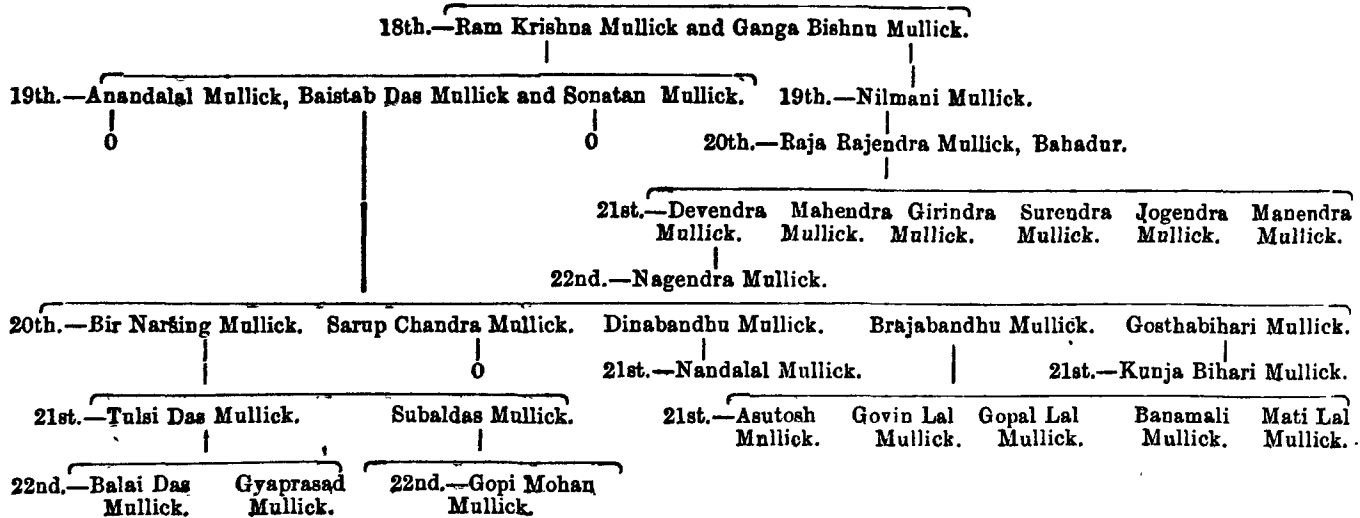 18th.—Ram Krishna Mullick and Ganga Bishnu Mullick.
19th.—Anandalal Mullick, Baistab Das Mullick and Sonatan Mullick. 19th.—Nilmani Mullick.
0 0 20th.—Raja Rajendra Mullick, Bahadur.
21st.—Devendra Mahendra Girindra Surendra Jogendra Manendra
Mullick. Mullick. Mullick. Mullick. Mullick. Mullick.
22nd.—Nagendra Mullick.
20th.—Bir Narsing Mullick. Sarup Chandra Mullick. Dinabandhu Mullick. Brajabandhu Mullick. Gosthabihari Mullick.
0 21st.—Nandalal Mullick. 21st.—Kunja Bihari Mullick.
21st.—Tulsi Das Mullick. Subaldas Mullick. 21st.—Asutosh Govin Lal Gopal Lal Banamali Mati Lal
Mullick. Mullick. Mullick. Mullick. Mullick.
22nd.—Balai Das Gyaprasad 22nd.—Gopi Mohan
Mullick. Mullick. Mullick.